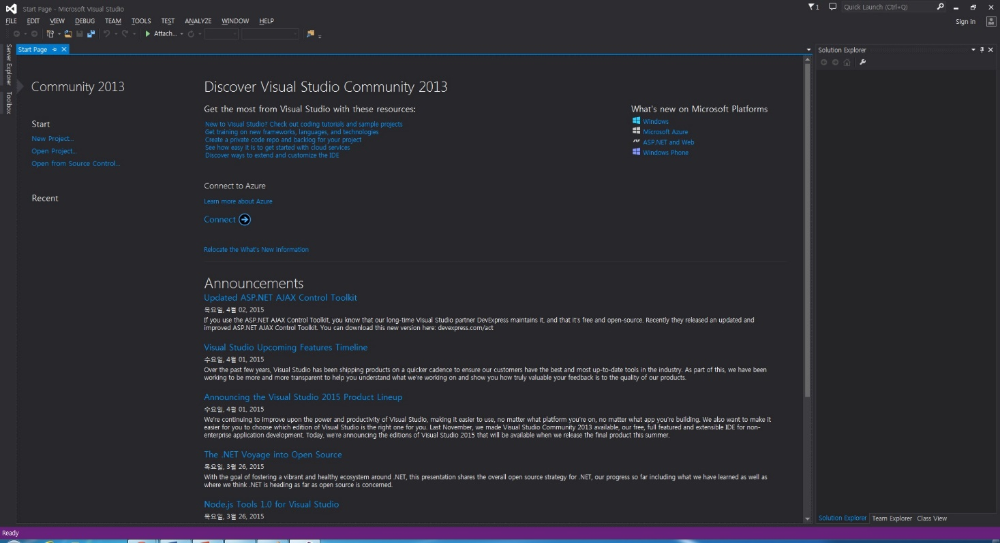 Start Page - Microsoft Visual Studio
1
Quick Launch (Ctrl+Q)
FILE EDIT VIEW DEBUG TEAM TOOLS TEST ANALYZE WINDOW HELP
Sign in
Attach...
Server Explorer
Toolbox
Start Page
Solution Explorer
Community 2013
Start
New Project...
Open Project...
Open from Source Control...
Recent
Discover Visual Studio Community 2013
Get the most from Visual Studio with these resources:
New to Visual Studio? Check out coding tutorials and sample projects
Get training on new frameworks, languages, and technologies
Create a private code repo and backlog for your project
See how easy it is to get started with cloud services
Discover ways to extend and customize the IDE
What's new on Microsoft Platforms
Windows
Microsoft Azure
ASP.NET and Web
Windows Phone
Connect to Azure
Learn more about Azure
Connect
Relocate the What's New information
Announcements
Updated ASP.NET AJAX Control Toolkit
목요일, 4월 02, 2015
If you use the ASP.NET AJAX Control Toolkit, you know that our long-time Visual Studio partner DevExpress maintains it, and that it's free and open-source. Recently they released an updated and
improved ASP.NET AJAX Control Toolkit. You can download this new version here: devexpress.com/act
Visual Studio Upcoming Features Timeline
수요일, 4월 01, 2015
Over the past few years, Visual Studio has been shipping products on a quicker cadence to ensure our customers have the best and most up-to-date tools in the industry. As part of this, we have been
working to be more and more transparent to help you understand what we're working on and show you how truly valuable your feedback is to the quality of our products.
Announcing the Visual Studio 2015 Product Lineup
수요일, 4월 01, 2015
We're continuing to improve upon the power and productivity of Visual Studio, making it easier to use, no matter what platform you're on, no matter what app you're building. We also want to make it
easier for you to choose which edition of Visual Studio is the right one for you. Last November, we made Visual Studio Community 2013 available, our free, full featured and extensible IDE for non-
enterprise application development. Today, we're announcing the editions of Visual Studio 2015 that will be available when we release the final product this summer.
The .NET Voyage into Open Source
목요일, 3월 26, 2015
With the goal of fostering a vibrant and healthy ecosystem around .NET, this presentation shares the overall open source strategy for .NET, our progress so far including what we have learned as well as
where we think .NET is heading as far as open source is concerned.
Node.js Tools 1.0 for Visual Studio
목요일, 3월 26, 2015
Solution Explorer Team Explorer Class View
Ready